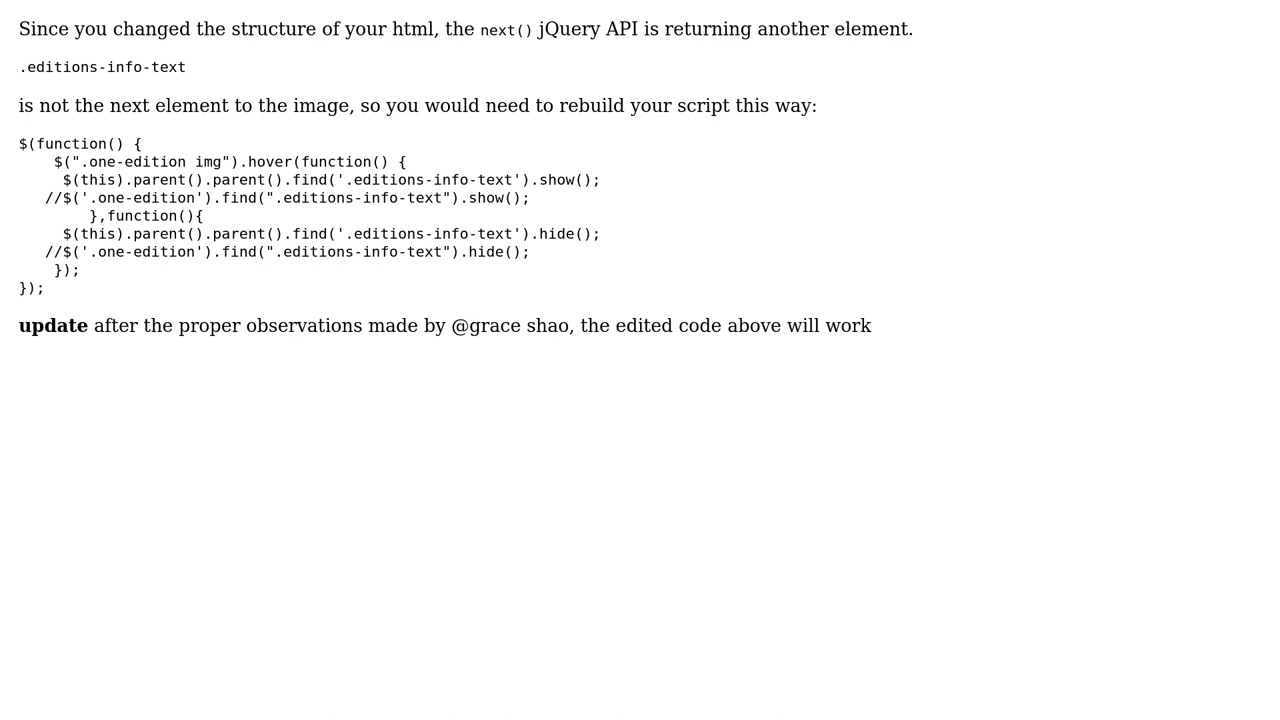 Since you changed the structure of your html, the next() jQuery API is returning another element.
.editions-info-text
is not the next element to the image, so you would need to rebuild your script this way:
$(function() {
    $(".one-edition img").hover(function() {
     $(this).parent().parent().find('.editions-info-text').show();
   //$('.one-edition').find(".editions-info-text").show();
        },function(){
     $(this).parent().parent().find('.editions-info-text').hide();
   //$('.one-edition').find(".editions-info-text").hide();
    });
});
update after the proper observations made by @grace shao, the edited code above will work